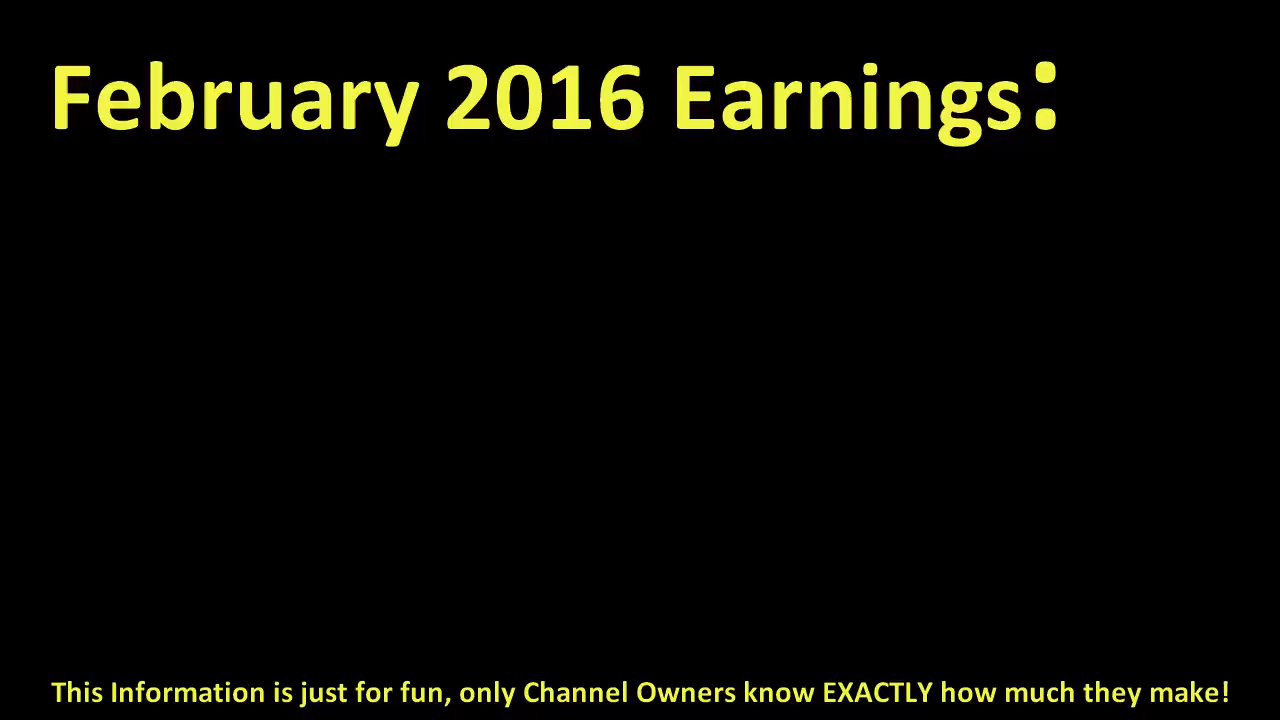 February 2016 Earnings:
This Information is just for fun, only Channel Owners know EXACTLY how much they make!